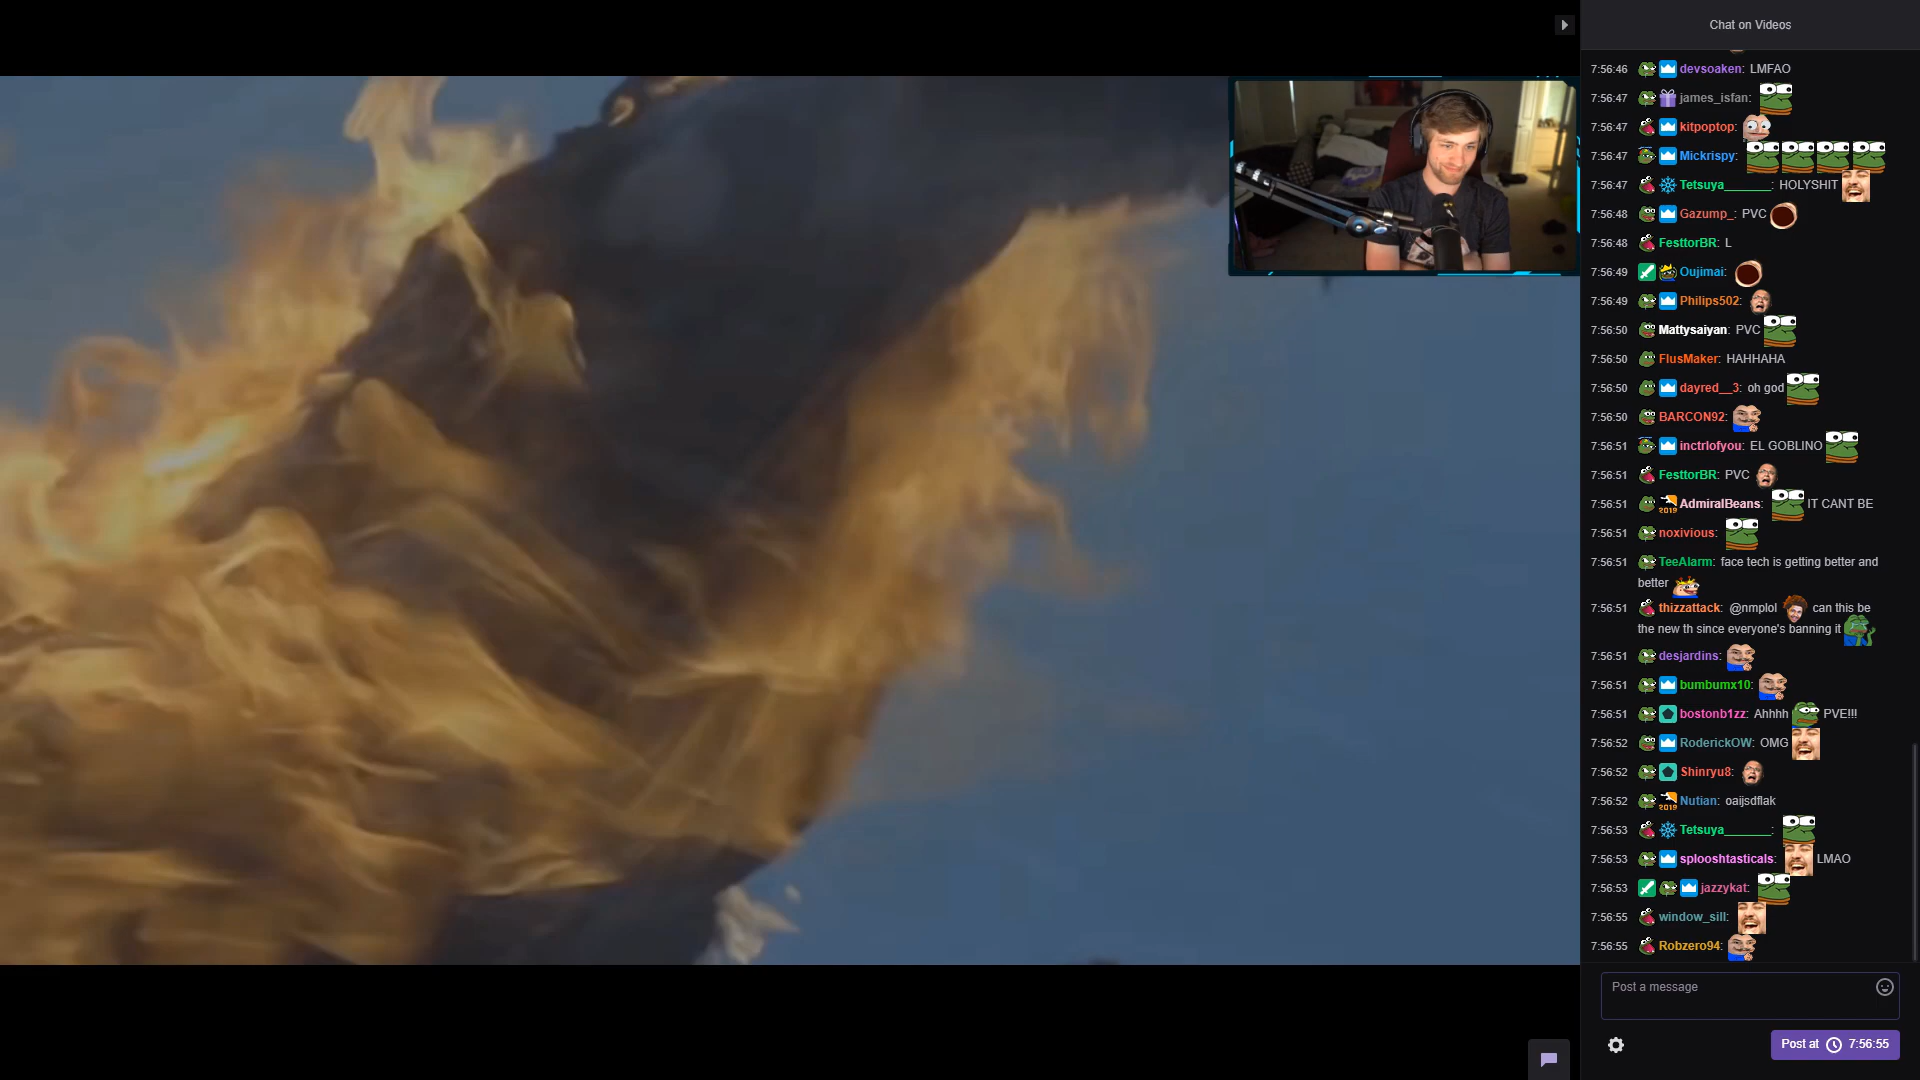 Chat on Videos
7:56:46 devsoaken: LMFAO
7:56:47 james_isfan:
7:56:47 kitpoptop:
7:56:47 Mickrispy:
7:56:47 Tetsuya_______: HOLYSHIT
7:56:48 Gazump_: PVC
7:56:48 FesttorBR: L
7:56:49 Oujimai:
7:56:49 Philips502:
7:56:50 Mattysaiyan: PVC
7:56:50 FlusMaker: HAHHAHA
7:56:50 dayred__3: oh god
7:56:50 BARCON92:
7:56:51 inctrlofyou: EL GOBLINO
7:56:51 FesttorBR: PVC
7:56:51 2019 AdmiralBeans: IT CANT BE
7:56:51 noxivious:
7:56:51 TeeAlarm: face tech is getting better and
better
7:56:51 thizzattack: @nmplol can this be
the new th since everyone's banning it
7:56:51 desjardins:
7:56:51 bumbumx10:
7:56:51 bostonb1zz: Ahhhh PVE!!!
7:56:52 RoderickOW: OMG
7:56:52 Shinryu8:
7:56:52 2019 Nutian: oaijsdflak
7:56:53 Tetsuya_______:
7:56:53 splooshtasticals: LMAO
7:56:53 jazzykat:
7:56:55 window_sill:
7:56:55 Robzero94:
Post a message
Post at 7:56:55